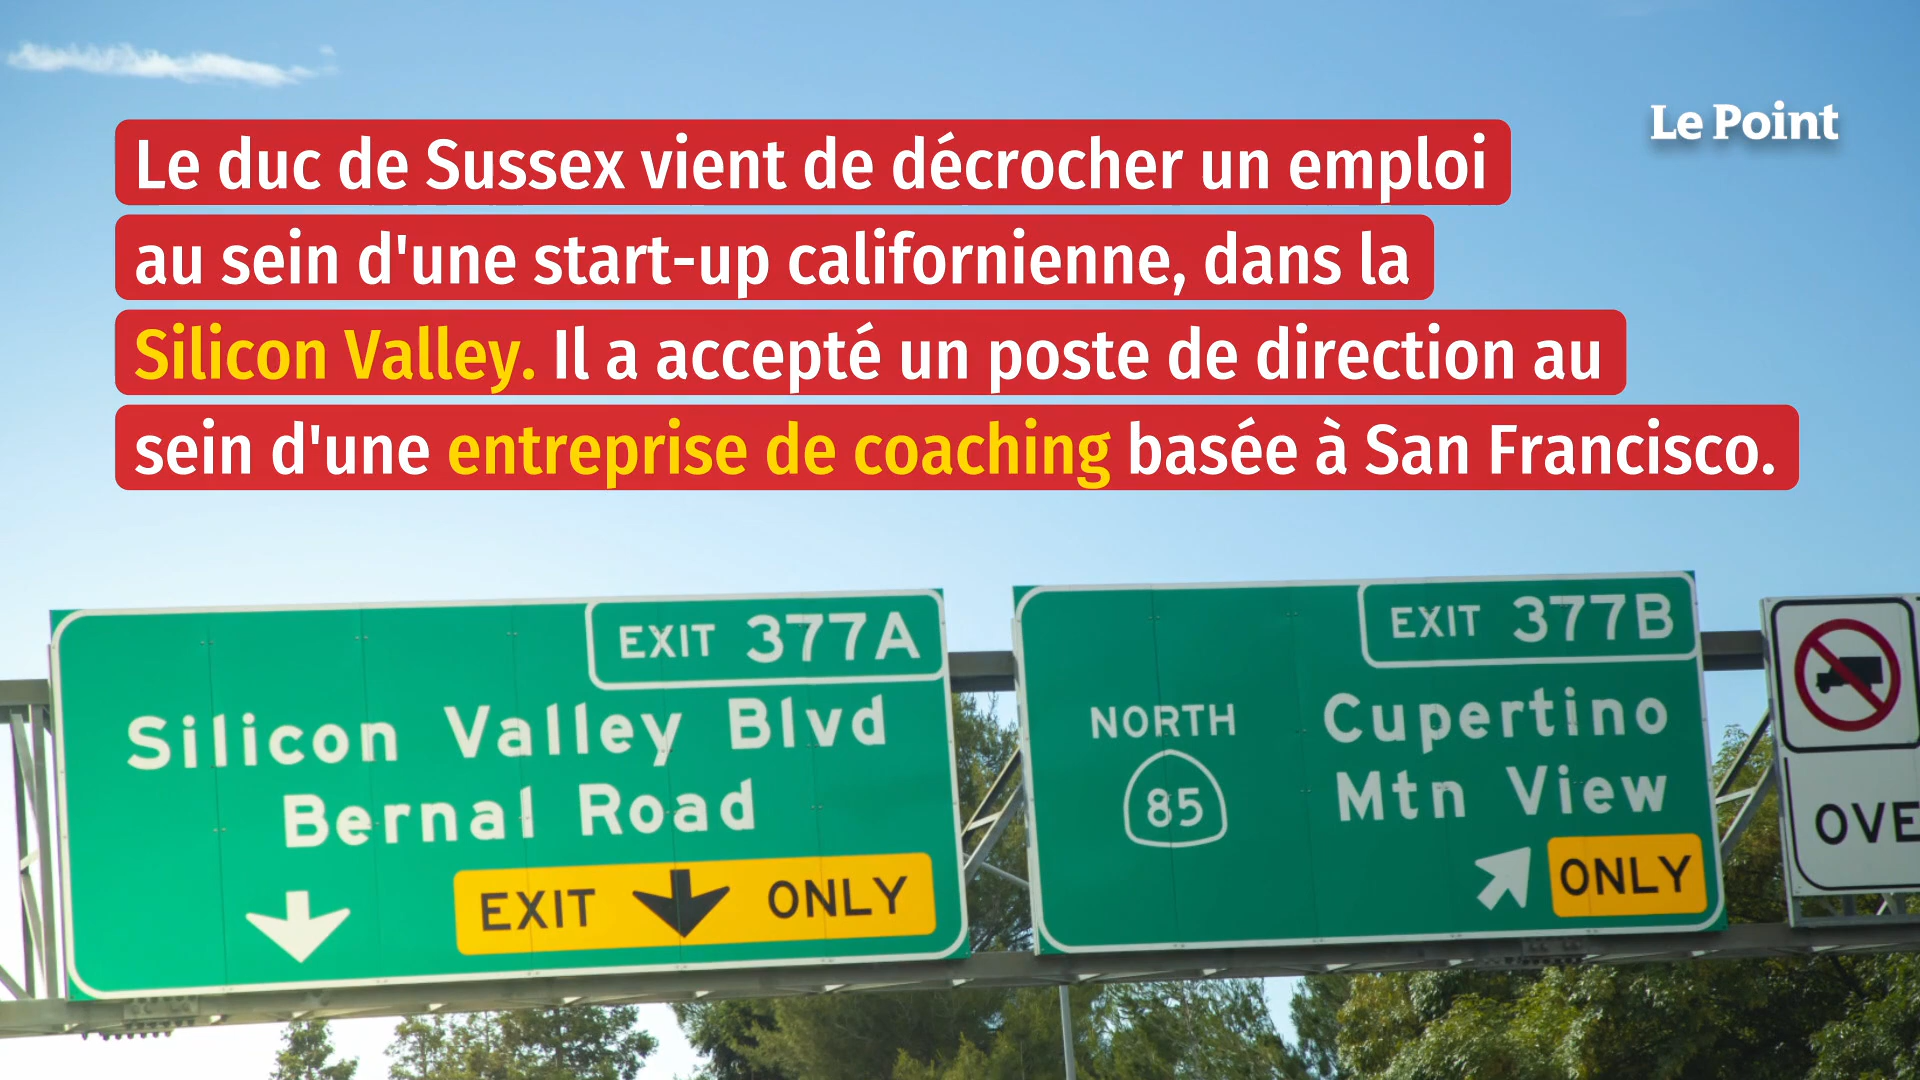 Le Point
Le duc de Sussex vient de décrocher un emploi
au sein d'une start-up californienne, dans la
Silicon Valley. Il a accepté un poste de direction au
sein d'une entreprise de coaching basée à San Francisco.
EXIT 377A
Silicon Valley Blvd
Bernal Road
EXIT ONLY
EXIT 377B
NORTH
85
Cupertino
Mtn View
ONLY